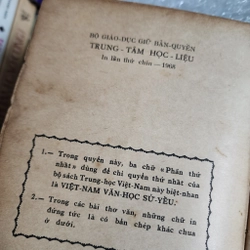 BỘ GIÁO-DỤC GIỮ BẢN-QUYỀN
TRUNG-TÂM HỌC-LIỆU
In lần thứ chín — 1968
1.— Trong quyển này, ba chữ «Phần thứ
nhất» dùng để chỉ quyển thứ nhất của
bộ sách Trung-học Việt-Nam này biệt-nhan
là VIỆT-NAM VĂN-HỌC SỬ-YẾU.
2.— Trong các bài thơ văn, những chữ in
đứng tức là có bản chép khác chua
ở dưới.